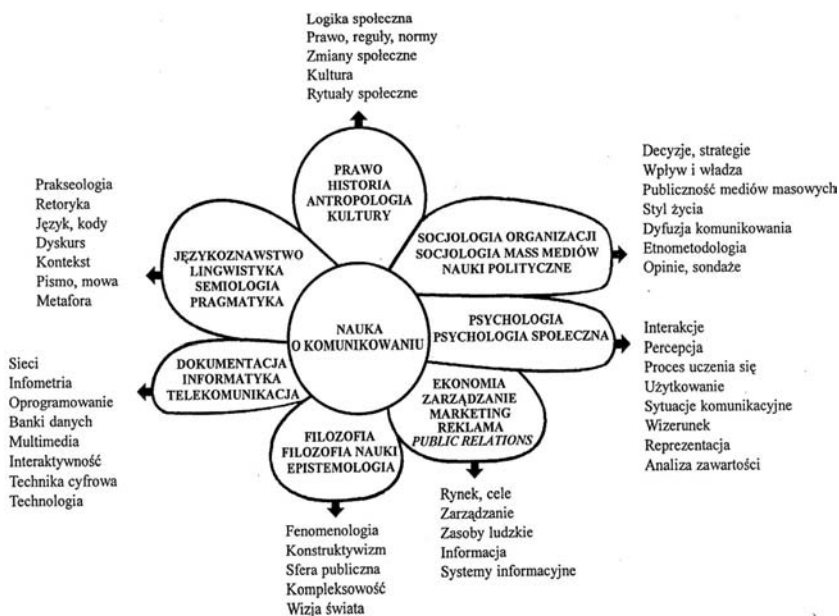 Logika społeczna
Prawo, reguły, normy
Zmiany społeczne
Kultura
Rytuały społeczne
PRAWO
HISTORIA
ANTROPOLOGIA
KULTURY
Decyzje, strategie
Wpływ i władza
Publiczność mediów masowych
Styl życia
Dyfuzja komunikowania
Etnometodologia
Opinie, sondaże
SOCJOLOGIA ORGANIZACJI
SOCJOLOGIA MASS MEDIÓW
NAUKI POLITYCZNE
Prakseologia
Retoryka
Język, kody
Dyskurs
Kontekst
Pismo, mowa
Metafora
JĘZYKOZNAWSTWO
LINGWISTYKA
SEMIOLOGIA
PRAGMATYKA
NAUKA
O KOMUNIKOWANIU
PSYCHOLOGIA
PSYCHOLOGIA SPOŁECZNA
Interakcje
Percepcja
Proces uczenia się
Użytkowanie
Sytuacje komunikacyjne
Wizerunek
Reprezentacja
Analiza zawartości
Sieci
Infometria
Oprogramowanie
Banki danych
Multimedia
Interaktywność
Technika cyfrowa
Technologia
DOKUMENTACJA
INFORMATYKA
TELEKOMUNIKACJA
EKONOMIA
ZARZĄDZANIE
MARKETING
REKLAMA
PUBLIC RELATIONS
FILOZOFIA
FILOZOFIA NAUKI
EPISTEMOLOGIA
Rynek, cele
Zarządzanie
Zasoby ludzkie
Informacja
Systemy informacyjne
Fenomenologia
Konstruktywizm
Sfera publiczna
Kompleksowość
Wizja świata